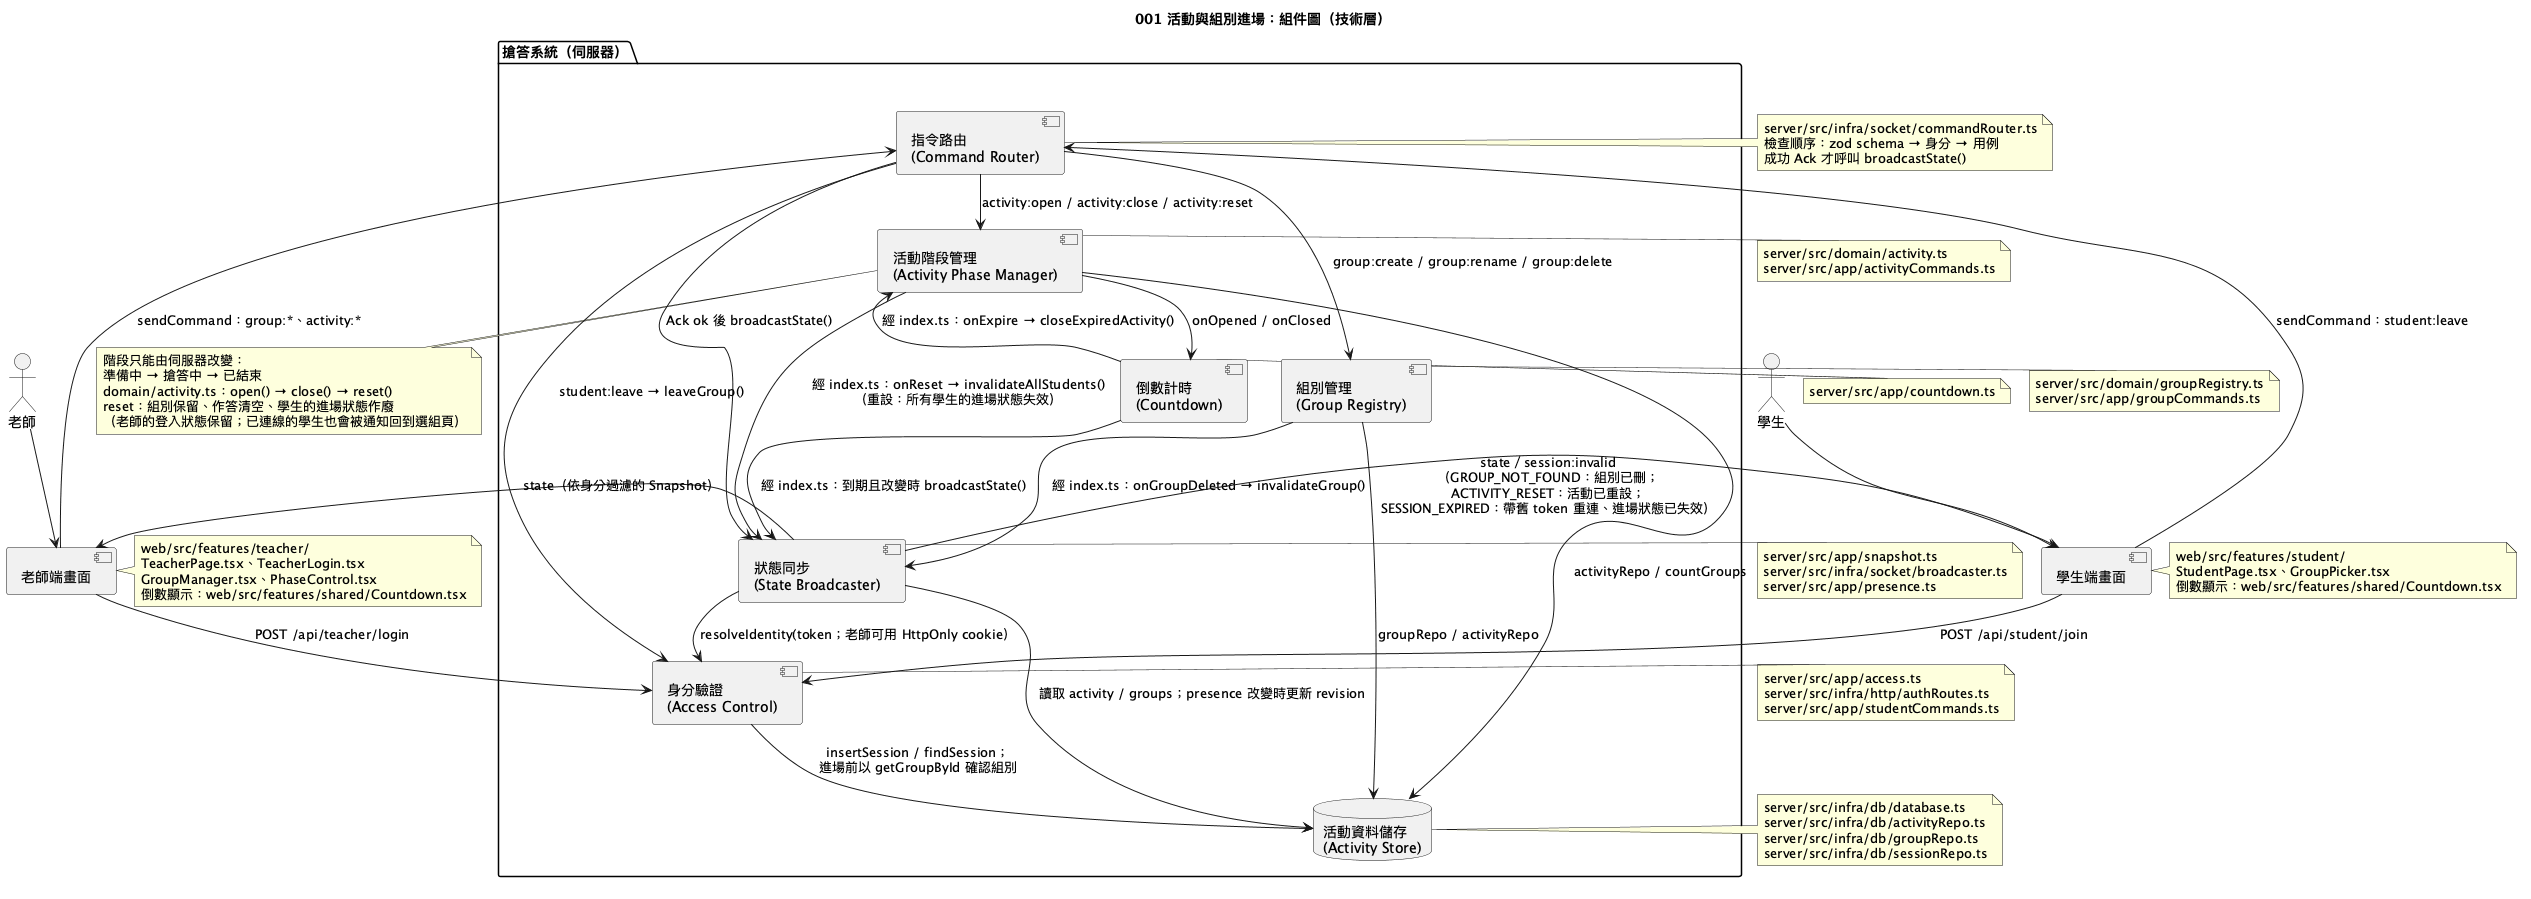 001 活動與組別進場：組件圖（技術層）
搶答系統（伺服器）
指令路由
(Command Router)
server/src/infra/socket/commandRouter.ts
檢查順序：zod schema → 身分 → 用例
成功 Ack 才呼叫 broadcastState()
activity:open / activity:close / activity:reset
活動階段管理
(Activity Phase Manager)
server/src/domain/activity.ts
server/src/app/activityCommands.ts
group:create / group:rename / group:delete
sendCommand：group:*、activity:*
Ack ok 後 broadcastState()
經 index.ts：onExpire → closeExpiredActivity()
onOpened / onClosed
sendCommand：student:leave
老師
階段只能由伺服器改變：
準備中 → 搶答中 → 已結束
domain/activity.ts：open() → close() → reset()
reset：組別保留、作答清空、學生的進場狀態作廢
（老師的登入狀態保留；已連線的學生也會被通知回到選組頁）
student:leave → leaveGroup()
經 index.ts：onReset → invalidateAllStudents()
（重設：所有學生的進場狀態失效）
倒數計時
(Countdown)
組別管理
(Group Registry)
學生
server/src/app/countdown.ts
server/src/domain/groupRegistry.ts
server/src/app/groupCommands.ts
state（依身分過濾的 Snapshot）
經 index.ts：到期且改變時 broadcastState()
經 index.ts：onGroupDeleted → invalidateGroup()
state / session:invalid
（GROUP_NOT_FOUND：組別已刪；
ACTIVITY_RESET：活動已重設；
SESSION_EXPIRED：帶舊 token 重連、進場狀態已失效）
老師端畫面
web/src/features/teacher/
TeacherPage.tsx、TeacherLogin.tsx
GroupManager.tsx、PhaseControl.tsx
倒數顯示：web/src/features/shared/Countdown.tsx
狀態同步
(State Broadcaster)
activityRepo / countGroups
server/src/app/snapshot.ts
server/src/infra/socket/broadcaster.ts
server/src/app/presence.ts
學生端畫面
web/src/features/student/
StudentPage.tsx、GroupPicker.tsx
倒數顯示：web/src/features/shared/Countdown.tsx
POST /api/teacher/login
resolveIdentity(token；老師可用 HttpOnly cookie)
groupRepo / activityRepo
POST /api/student/join
身分驗證
(Access Control)
讀取 activity / groups；presence 改變時更新 revision
server/src/app/access.ts
server/src/infra/http/authRoutes.ts
server/src/app/studentCommands.ts
insertSession / findSession；
進場前以 getGroupById 確認組別
活動資料儲存
(Activity Store)
server/src/infra/db/database.ts
server/src/infra/db/activityRepo.ts
server/src/infra/db/groupRepo.ts
server/src/infra/db/sessionRepo.ts